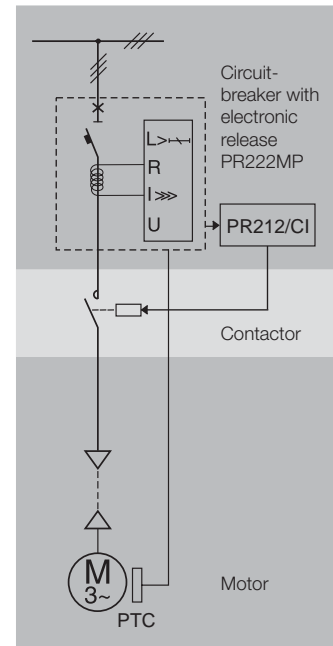 Circuit-
breaker with
electronic
release
PR222MP
L>
R
I >>>
U
PR212/CI
Contactor
M
3~
PTC
Motor